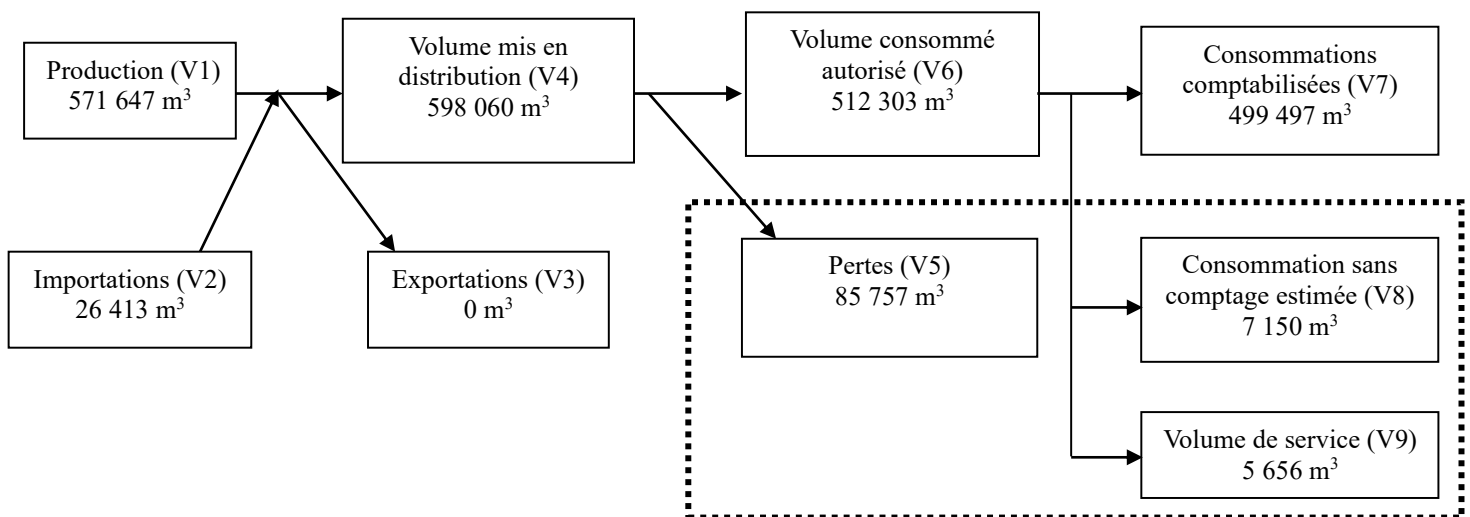 Production (V1)
571 647 m³
Volume mis en
distribution (V4)
598 060 m³
Volume consommé
autorisé (V6)
512 303 m³
Consommations
comptabilisées (V7)
499 497 m³
Importations (V2)
26 413 m³
Exportations (V3)
0 m³
Pertes (V5)
85 757 m³
Consommation sans
comptage estimée (V8)
7 150 m³
Volume de service (V9)
5 656 m³